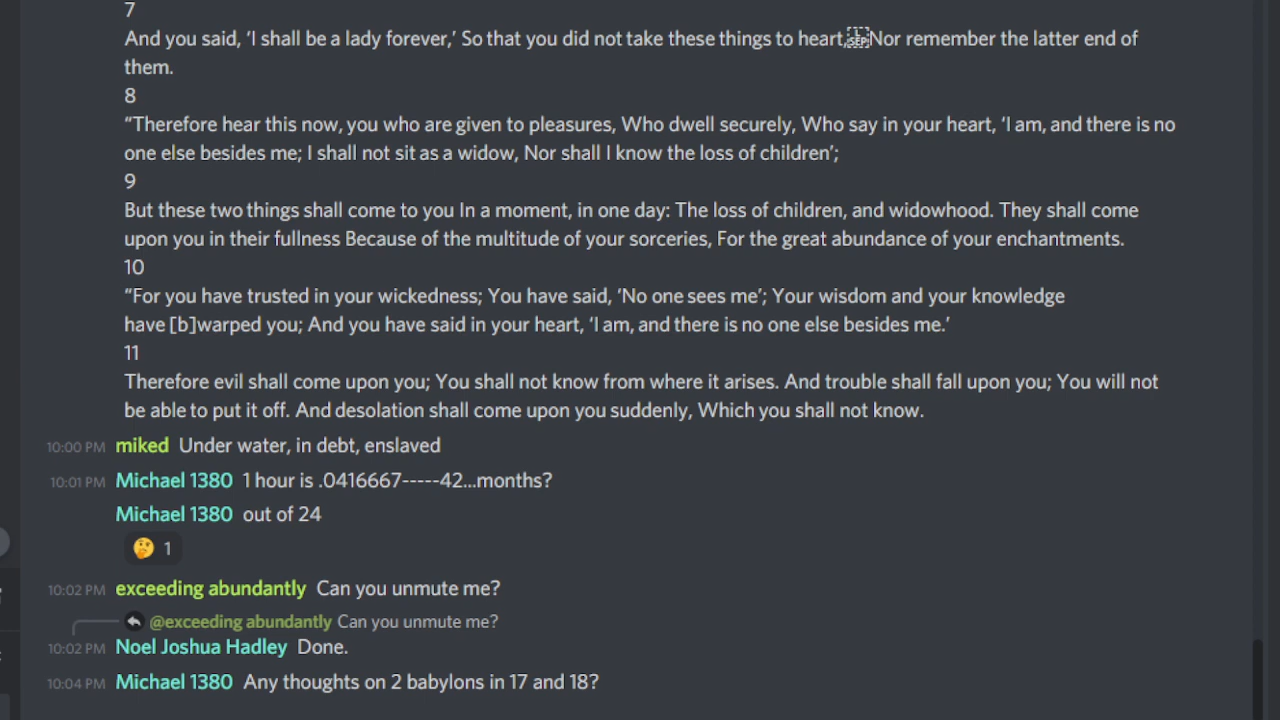 7
And you said, ‘I shall be a lady forever,’ So that you did not take these things to heart, Nor remember the latter end of
them.
8
“Therefore hear this now, you who are given to pleasures, Who dwell securely, Who say in your heart, ‘I am, and there is no
one else besides me; I shall not sit as a widow, Nor shall I know the loss of children’;
9
But these two things shall come to you In a moment, in one day: The loss of children, and widowhood. They shall come
upon you in their fullness Because of the multitude of your sorceries, For the great abundance of your enchantments.
10
“For you have trusted in your wickedness; You have said, ‘No one sees me’; Your wisdom and your knowledge
have [b]warped you; And you have said in your heart, ‘I am, and there is no one else besides me.’
11
Therefore evil shall come upon you; You shall not know from where it arises. And trouble shall fall upon you; You will not
be able to put it off. And desolation shall come upon you suddenly, Which you shall not know.
10:00 PM miked Under water, in debt, enslaved
10:01 PM Michael 1380 1 hour is .0416667-----42...months?
Michael 1380 out of 24
🤔 1
10:02 PM exceeding abundantly Can you unmute me?
@exceeding abundantly Can you unmute me?
10:02 PM Noel Joshua Hadley Done.
10:04 PM Michael 1380 Any thoughts on 2 babylons in 17 and 18?